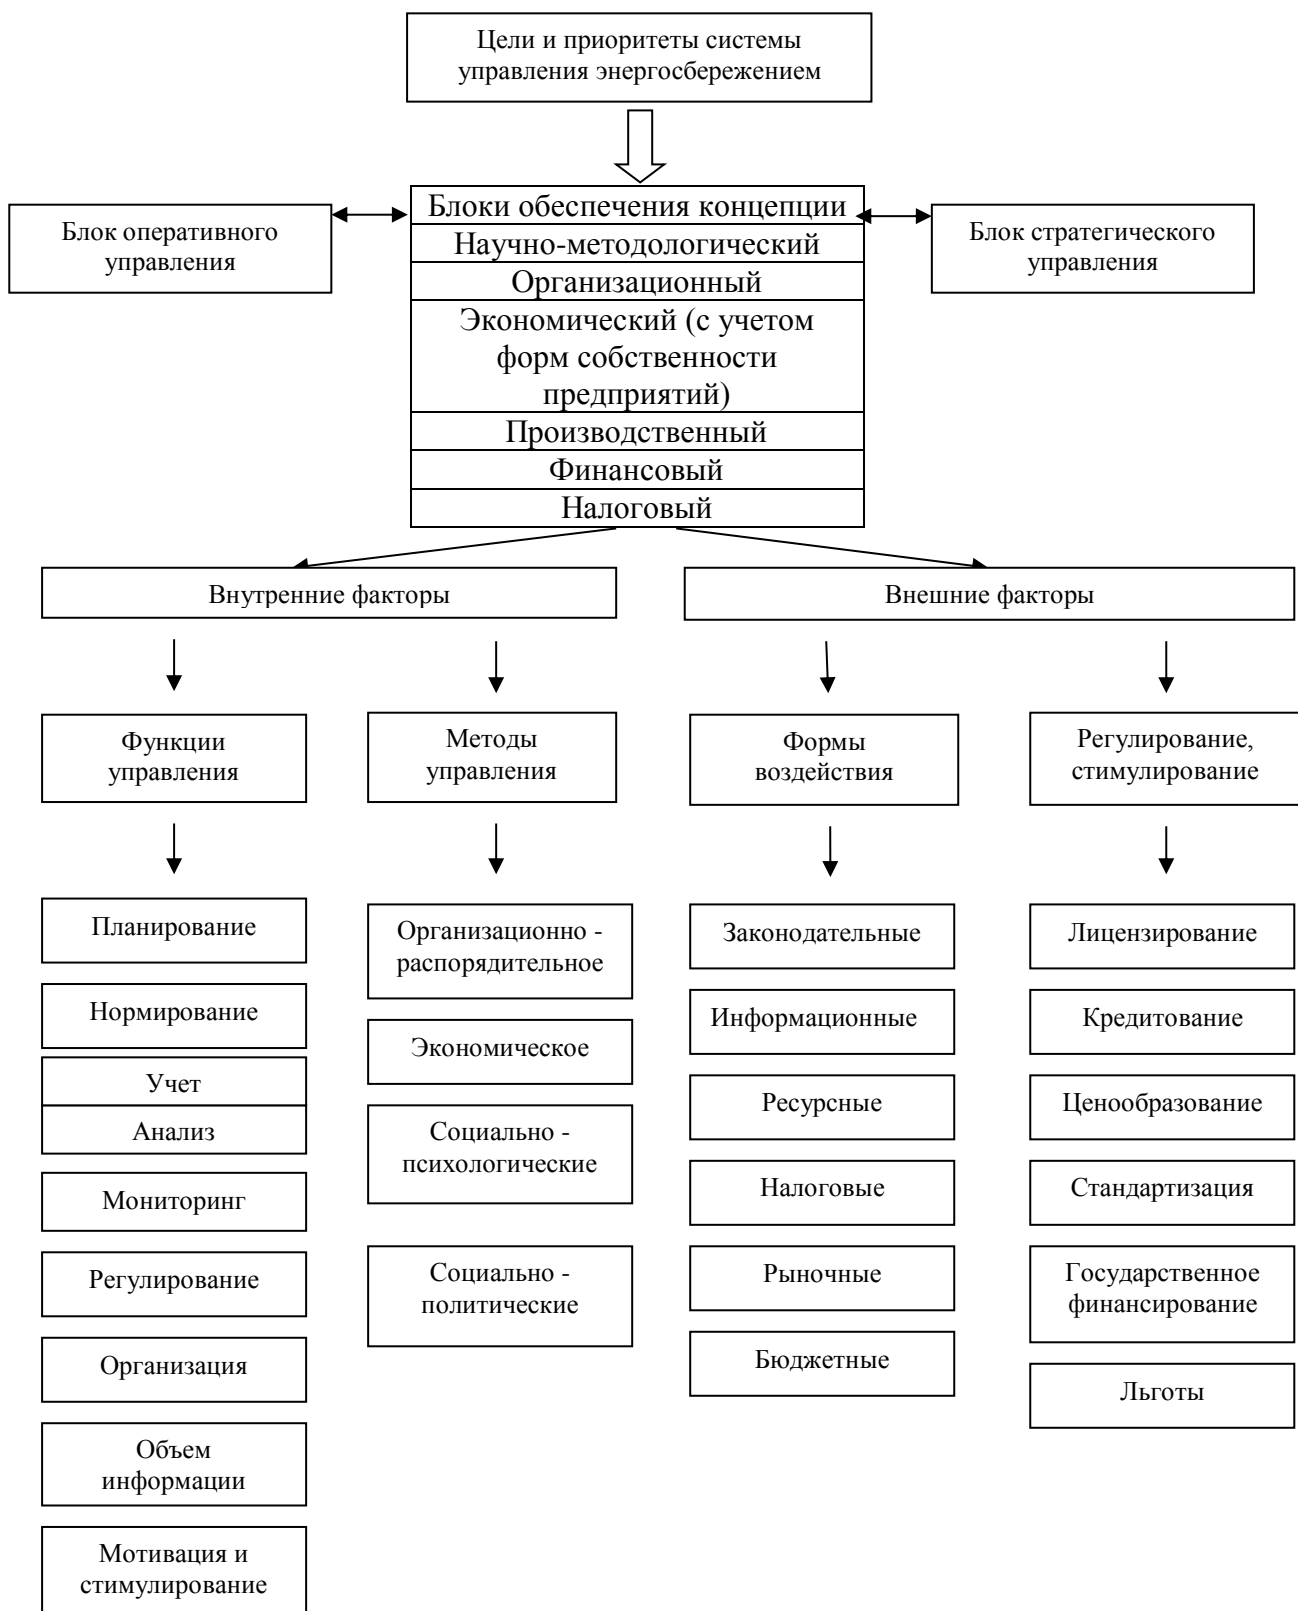 Цели и приоритеты системы
управления энергосбережением
Блок оперативного
управления
Блоки обеспечения концепции
Научно-методологический
Организационный
Экономический (с учетом
форм собственности
предприятий)
Производственный
Финансовый
Налоговый
Блок стратегического
управления
Внутренние факторы
Внешние факторы
Функции
управления
Методы
управления
Формы
воздействия
Регулирование,
стимулирование
Планирование
Нормирование
Учет
Анализ
Мониторинг
Регулирование
Организация
Объем
информации
Мотивация и
стимулирование
Организационно -
распорядительное
Экономическое
Социально -
психологические
Социально -
политические
Законодательные
Информационные
Ресурсные
Налоговые
Рыночные
Бюджетные
Лицензирование
Кредитование
Ценообразование
Стандартизация
Государственное
финансирование
Льготы